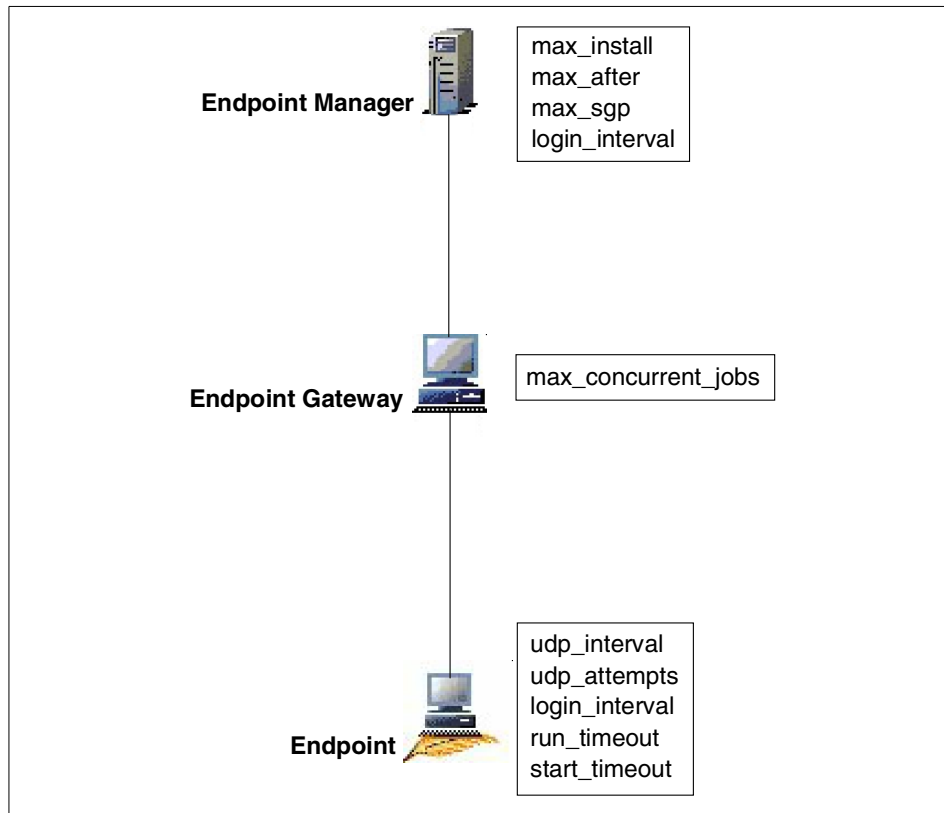 Endpoint Manager
max_install
max_after
max_sgp
login_interval
Endpoint Gateway
max_concurrent_jobs
Endpoint
udp_interval
udp_attempts
login_interval
run_timeout
start_timeout